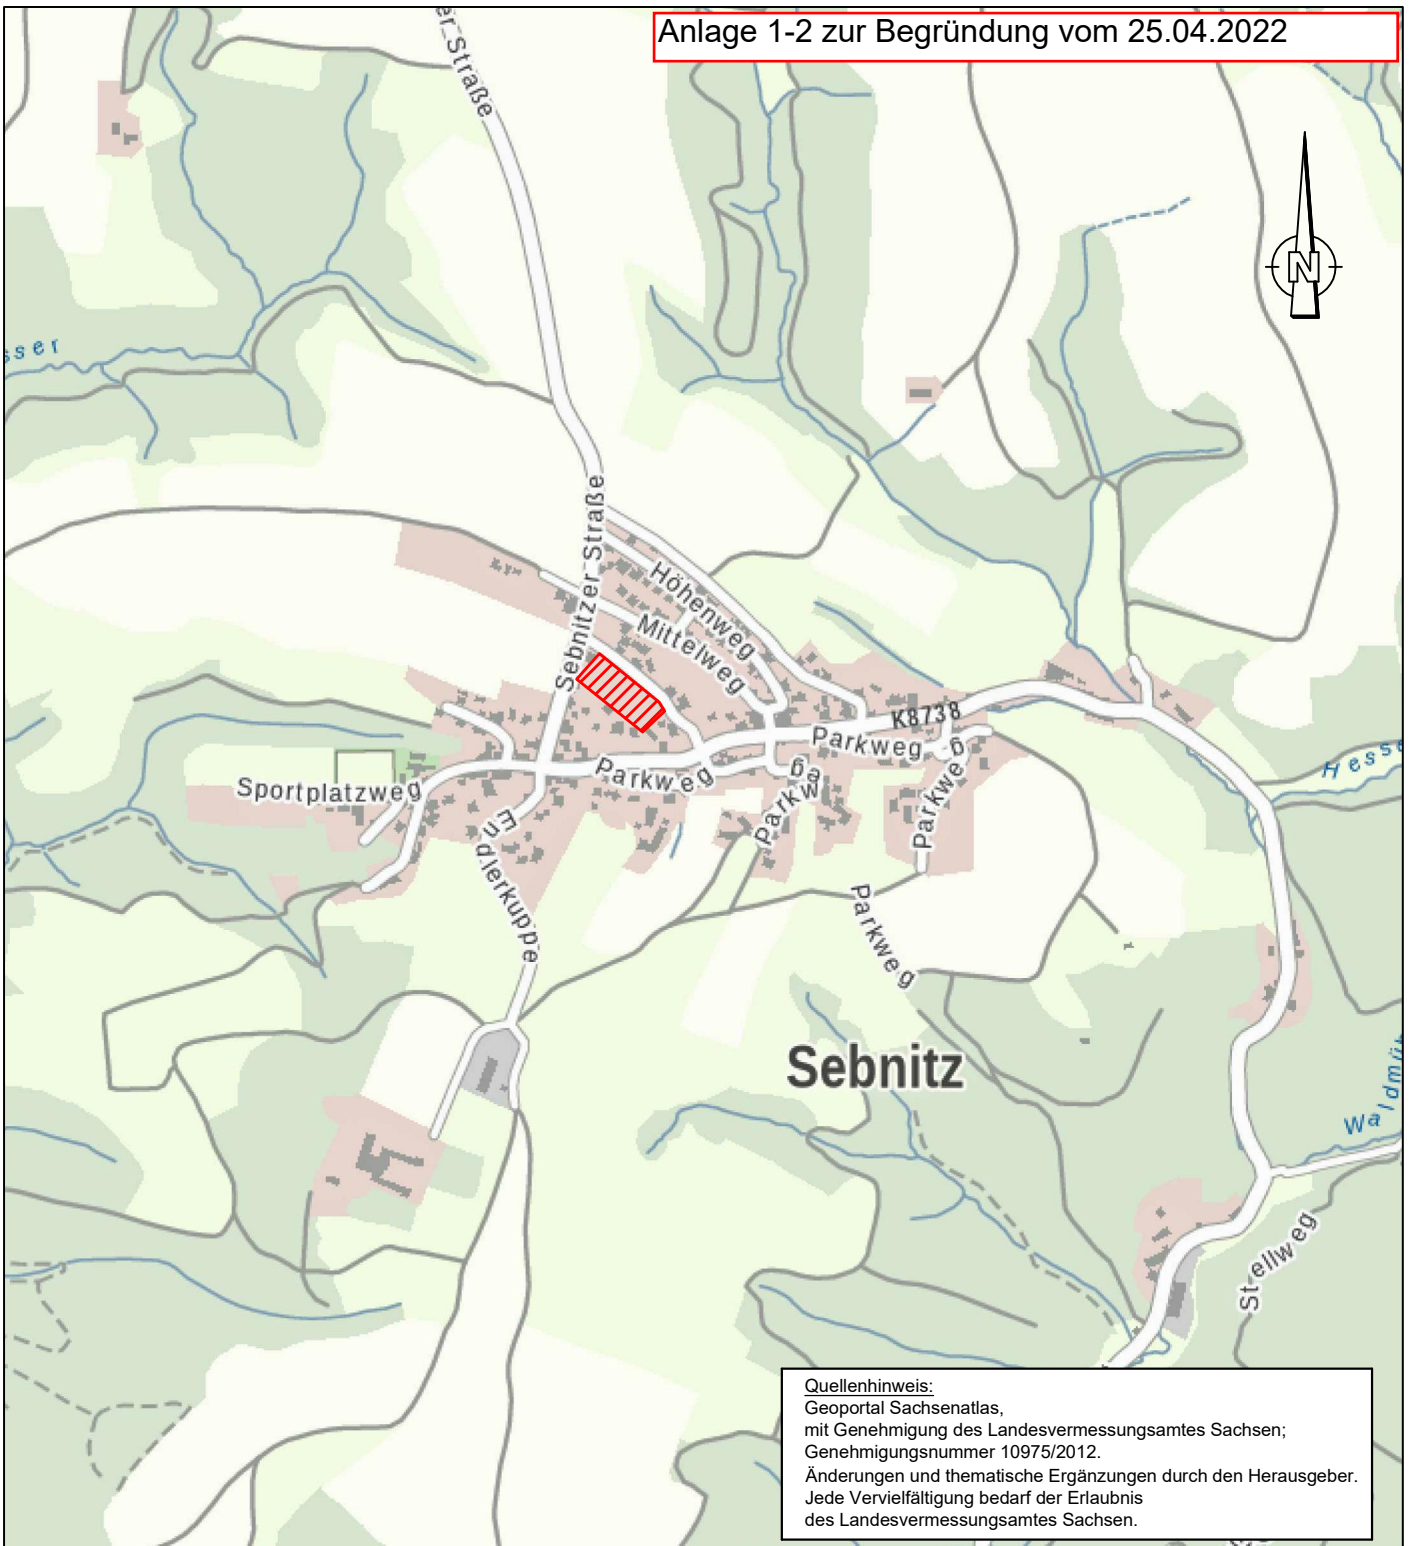 Anlage 1-2 zur Begründung vom 25.04.2022
er Straße
N
sser
Sebnitzer Straße
Höhenweg
Mittelweg
K8738
Parkweg
Parkweg
Parkweg
Parkweg
Parkweg
Sportplatzweg
Endlerkuppe
Hesse
Sebnitz
Stellweg
Quellenhinweis:
Geoportal Sachsenatlas,
mit Genehmigung des Landesvermessungsamtes Sachsen;
Genehmigungsnummer 10975/2012.
Änderungen und thematische Ergänzungen durch den Herausgeber.
Jede Vervielfältigung bedarf der Erlaubnis
des Landesvermessungsamtes Sachsen.